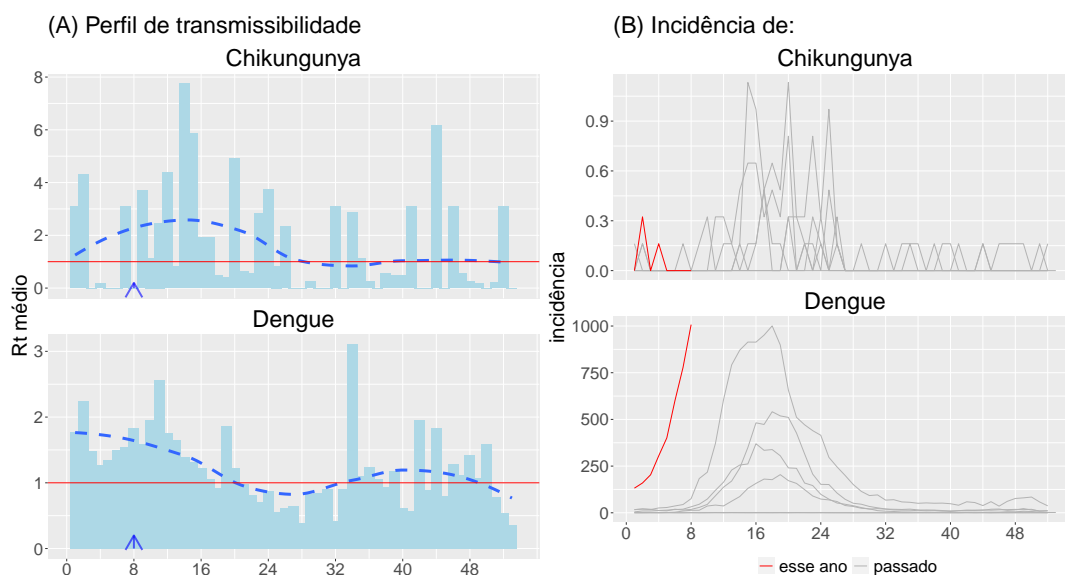 (A) Perfil de transmissibilidade
Chikungunya
8
6
4
2
0
Dengue
3
2
1
0
0 8 16 24 32 40 48
Rt médio
(B) Incidência de:
Chikungunya
0.9
0.6
0.3
0.0
Dengue
1000
750
500
250
0
0 8 16 24 32 40 48
incidência
esse ano passado